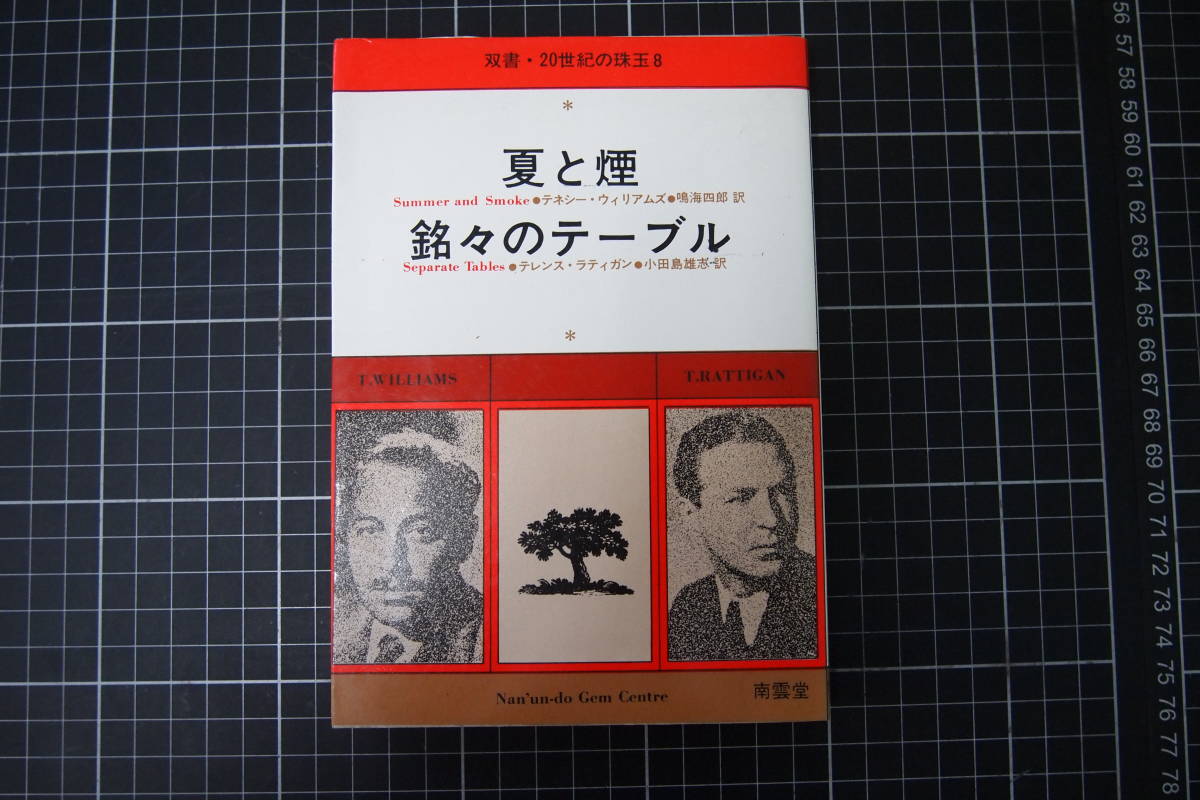 双書・20世紀の珠玉8
*
夏と煙
Summer and Smoke●テネシー・ウィリアムズ●鳴海四郎 訳
銘々のテーブル
Separate Tables●テレンス・ラティガン●小田島雄志 訳
*
T.WILLIAMS
T.RATTIGAN
Nan'un-do Gem Centre
南雲堂
56
57
58
59
60
61
62
63
64
65
66
67
68
69
70
71
72
73
74
75
76
77
78